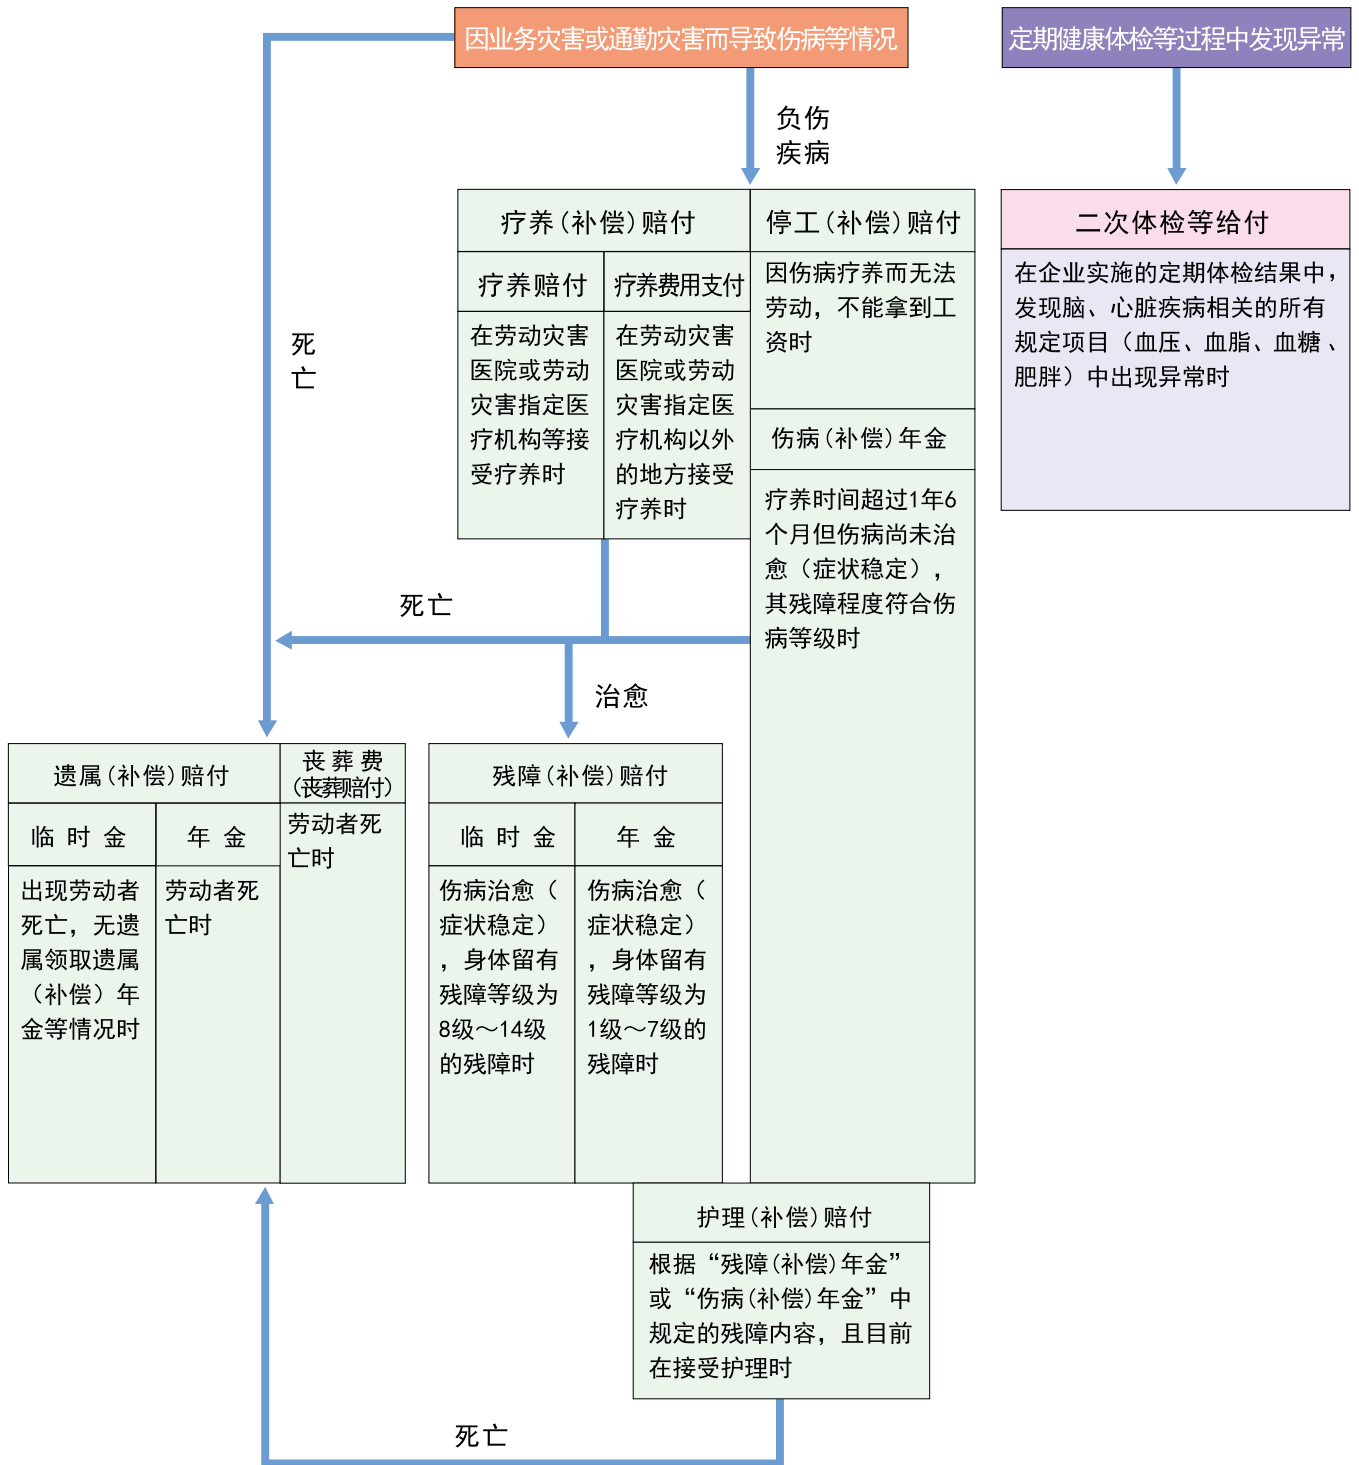 因业务灾害或通勤灾害而导致伤病等情况
定期健康体检等过程中发现异常
负伤
疾病
死
亡
疗养(补偿)赔付
疗养赔付
疗养费用支付
在劳动灾害
医院或劳动
灾害指定医
疗机构等接
受疗养时
在劳动灾害
医院或劳动
灾害指定医
疗机构以外
的地方接受
疗养时
停工(补偿)赔付
因伤病疗养而无法
劳动，不能拿到工
资时
伤病(补偿)年金
疗养时间超过1年6
个月但伤病尚未治
愈（症状稳定），
其残障程度符合伤
病等级时
二次体检等给付
在企业实施的定期体检结果中，
发现脑、心脏疾病相关的所有
规定项目（血压、血脂、血糖、
肥胖）中出现异常时
死亡
治愈
遗属(补偿)赔付
临时金
年金
出现劳动者
死亡，无遗
属领取遗属
（补偿）年
金等情况时
劳动者死
亡时
丧葬费
(丧葬赔付)
劳动者死
亡时
残障(补偿)赔付
临时金
年金
伤病治愈（
症状稳定）
，身体留有
残障等级为
8级～14级
的残障时
伤病治愈（
症状稳定）
，身体留有
残障等级为
1级～7级的
残障时
护理(补偿)赔付
根据“残障(补偿)年金”
或“伤病(补偿)年金”中
规定的残障内容，且目前
在接受护理时
死亡